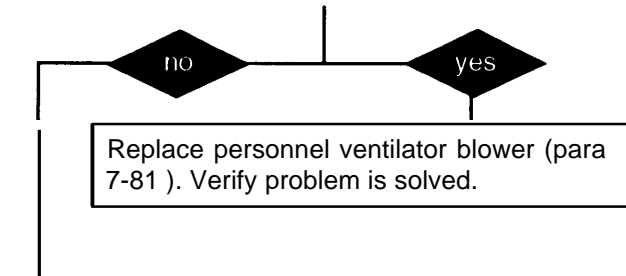 no yes
Replace personnel ventilator blower (para
7-81 ). Verify problem is solved.